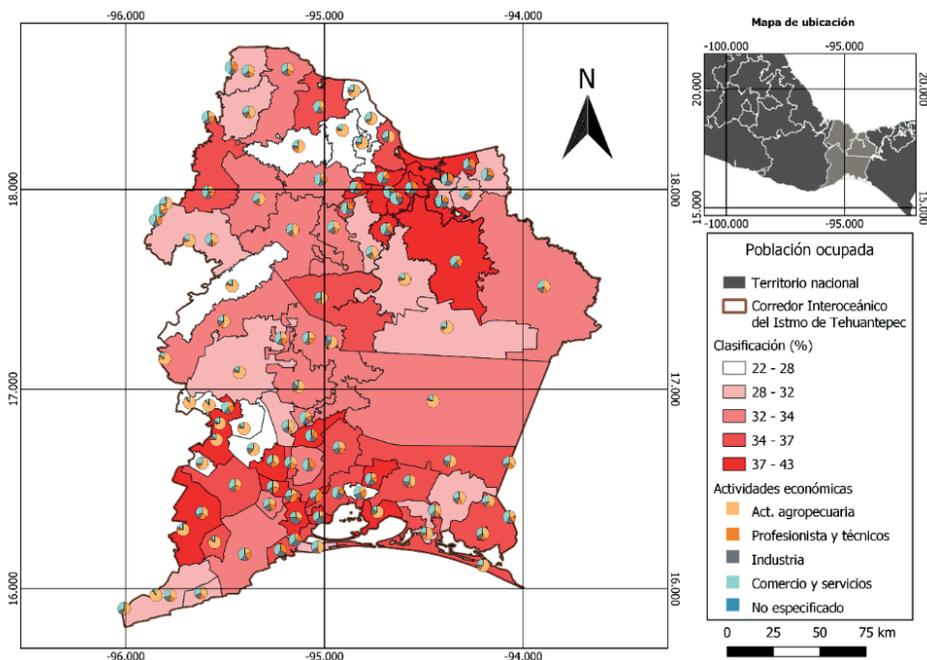 -96.000 -95.000 -94.000
18.000
17.000
16.000
18.000
17.000
16.000
-96.000 -95.000 -94.000
N
Mapa de ubicación
-100.000 -95.000
20.000
15.000
20.000
15.000
-100.000 -95.000
Población ocupada
Territorio nacional
Corredor Interoceánico
del Istmo de Tehuantepec
Clasificación (%)
22 - 28
28 - 32
32 - 34
34 - 37
37 - 43
Actividades económicas
Act. agropecuaria
Profesionista y técnicos
Industria
Comercio y servicios
No especificado
0 25 50 75 km